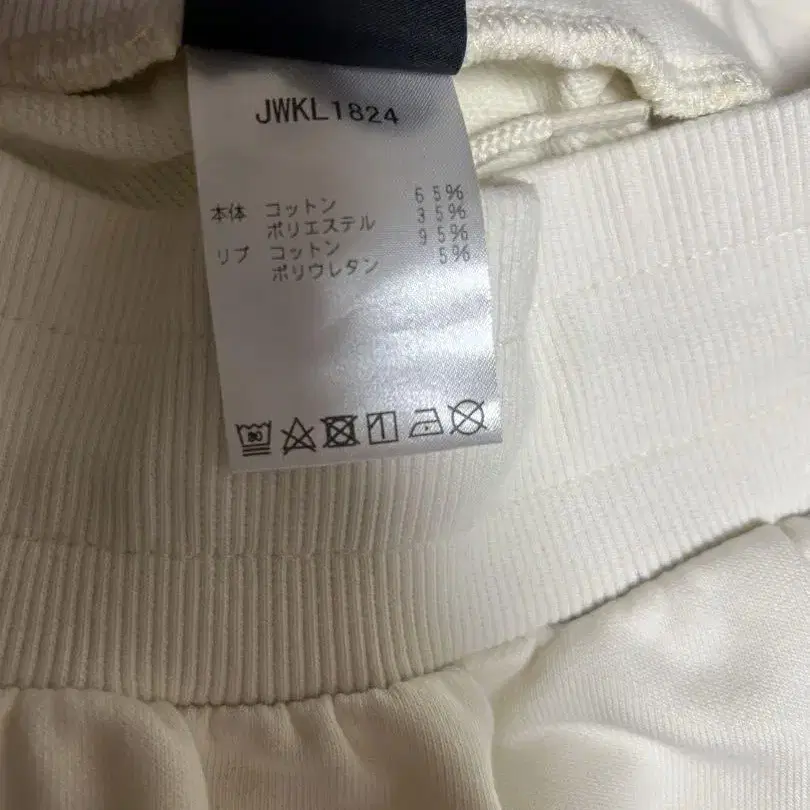 JWKL1824
本体 コットン 65%
ポリエステル 35%
リブ コットン 95%
ポリウレタン 5%